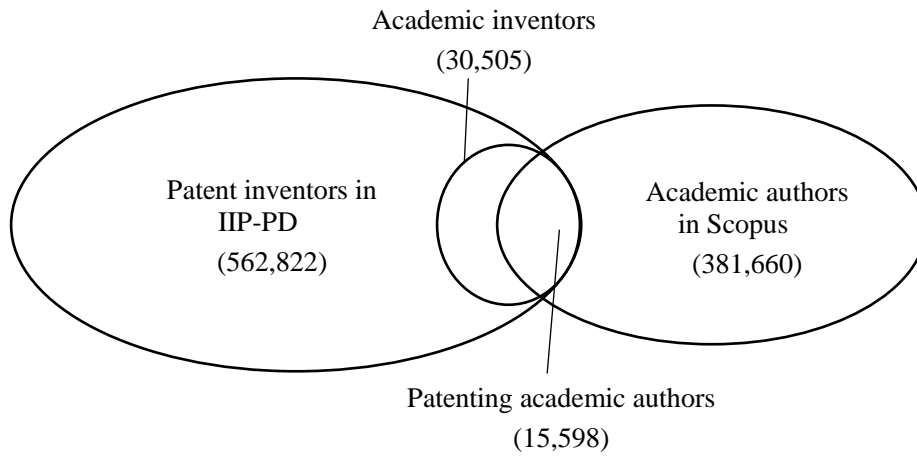 Academic inventors
(30,505)
Patent inventors in
IIP-PD
(562,822)
Academic authors
in Scopus
(381,660)
Patenting academic authors
(15,598)